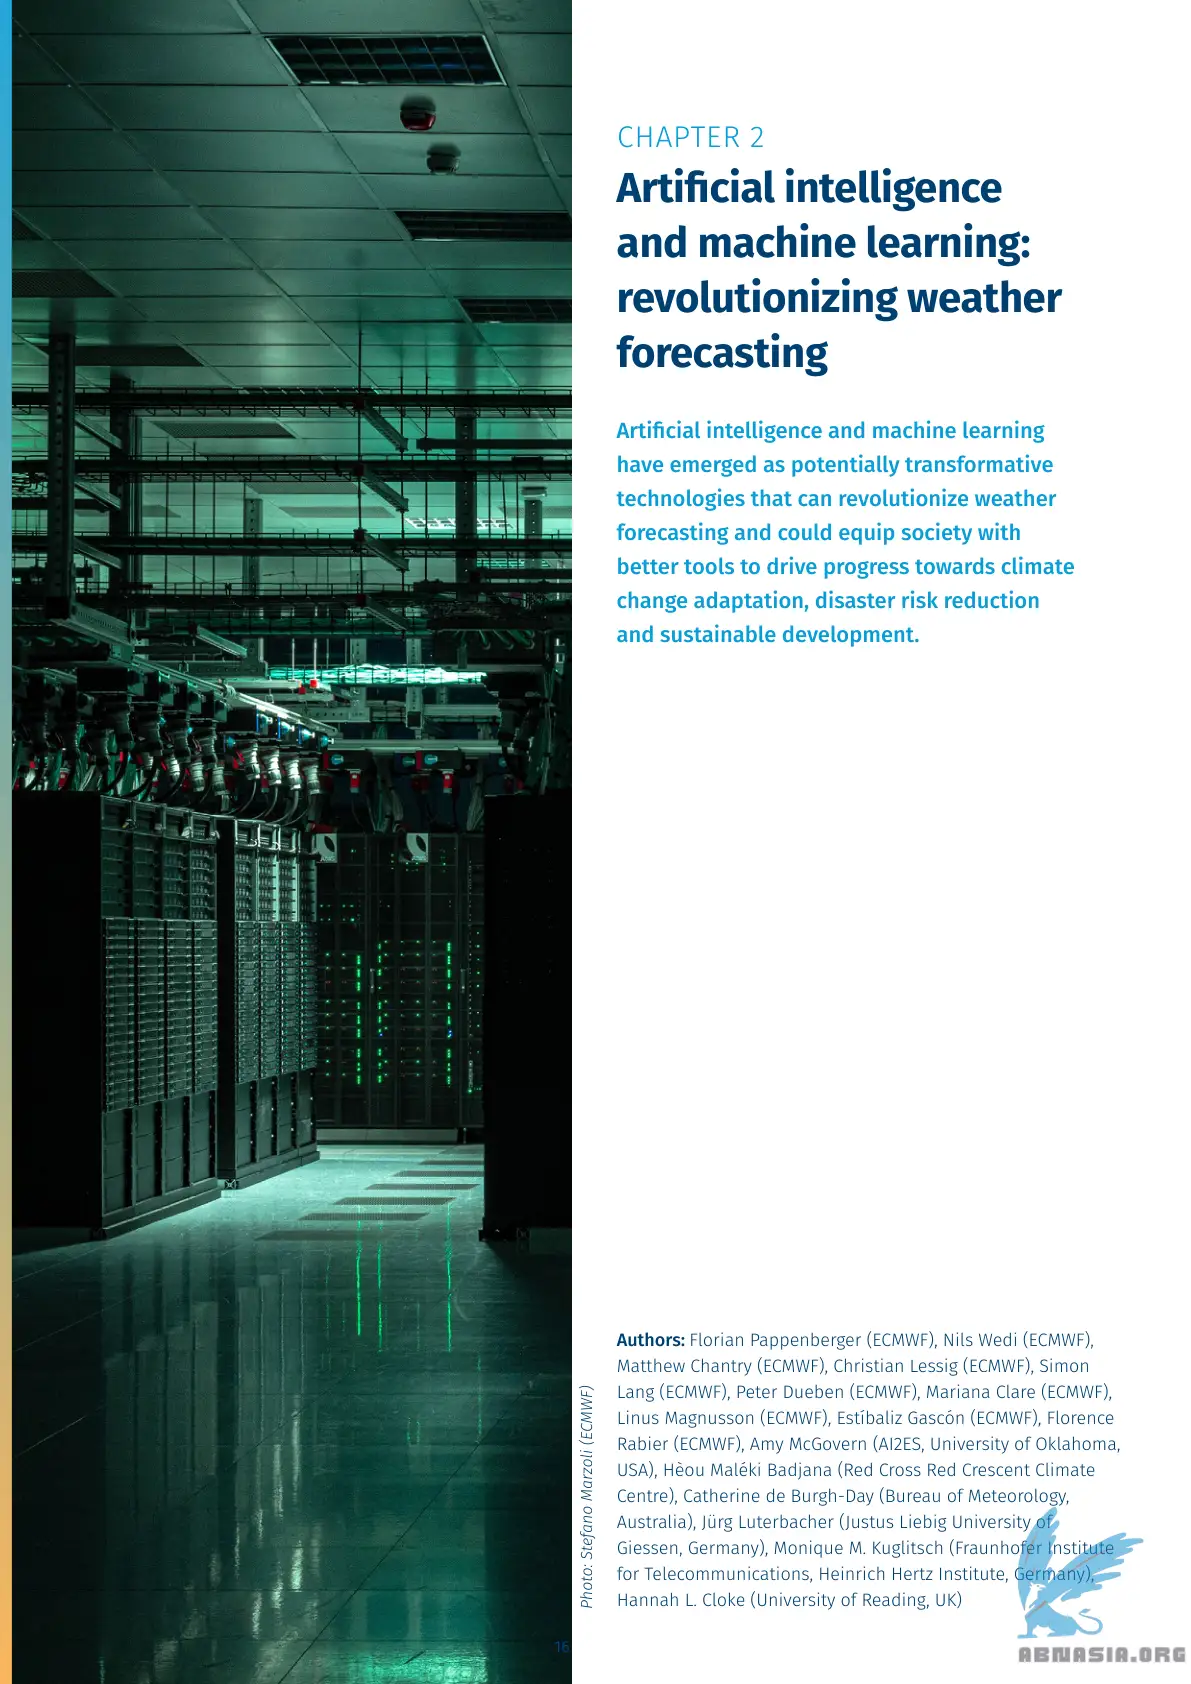 CHAPTER 2
Artificial intelligence
and machine learning:
revolutionizing weather
forecasting
Artificial intelligence and machine learning
have emerged as potentially transformative
technologies that can revolutionize weather
forecasting and could equip society with
better tools to drive progress towards climate
change adaptation, disaster risk reduction
and sustainable development.
Authors: Florian Pappenberger (ECMWF), Nils Wedi (ECMWF),
Matthew Chantry (ECMWF), Christian Lessig (ECMWF), Simon
Lang (ECMWF), Peter Dueben (ECMWF), Mariana Clare (ECMWF),
Linus Magnusson (ECMWF), Estíbaliz Gascón (ECMWF), Florence
Rabier (ECMWF), Amy McGovern (AI2ES, University of Oklahoma,
USA), Hèou Maléki Badjana (Red Cross Red Crescent Climate
Centre), Catherine de Burgh-Day (Bureau of Meteorology,
Australia), Jürg Luterbacher (Justus Liebig University of
Giessen, Germany), Monique M. Kuglitsch (Fraunhofer Institute
for Telecommunications, Heinrich Hertz Institute, Germany),
Hannah L. Cloke (University of Reading, UK)
Photo: Stefano Marzoli (ECMWF)
16
ABNASIA.ORG